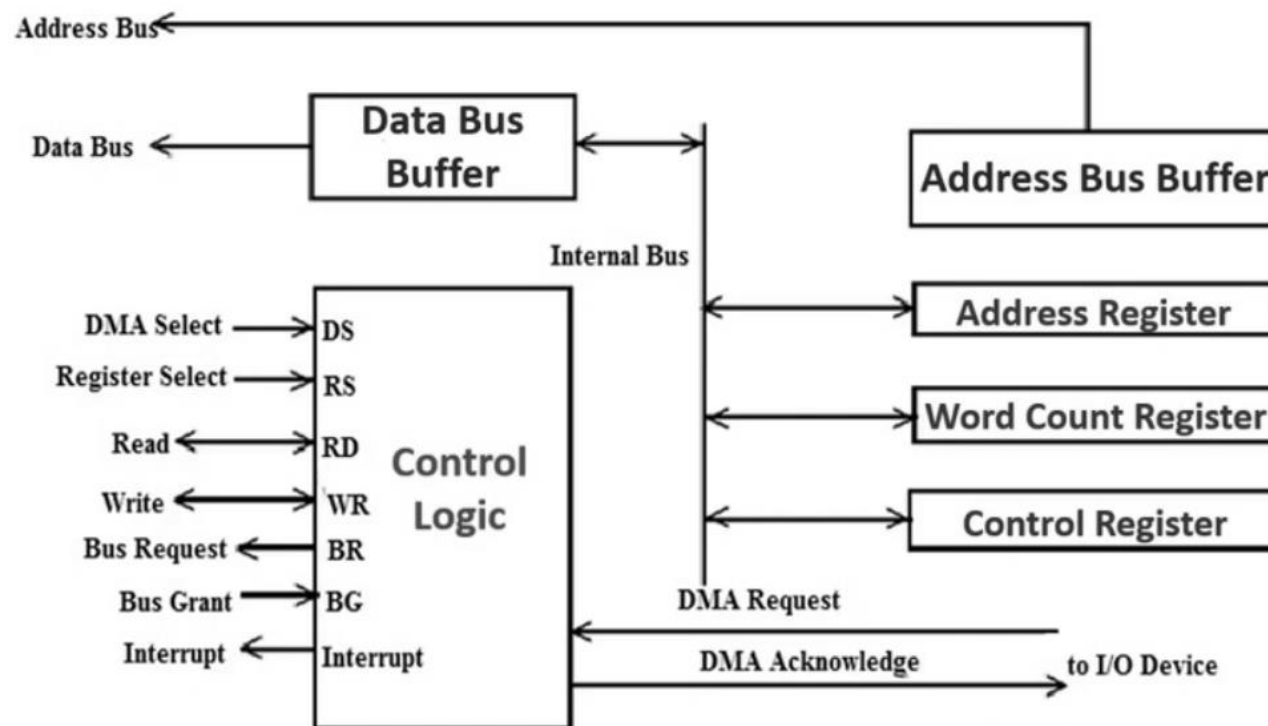 Address Bus
Data Bus
Data Bus
Buffer
Address Bus Buffer
Internal Bus
Address Register
Word Count Register
Control Register
DMA Select
DS
Register Select
RS
Read
RD
Write
WR
Bus Request
BR
Bus Grant
BG
Interrupt
Interrupt
Control
Logic
DMA Request
DMA Acknowledge
to I/O Device